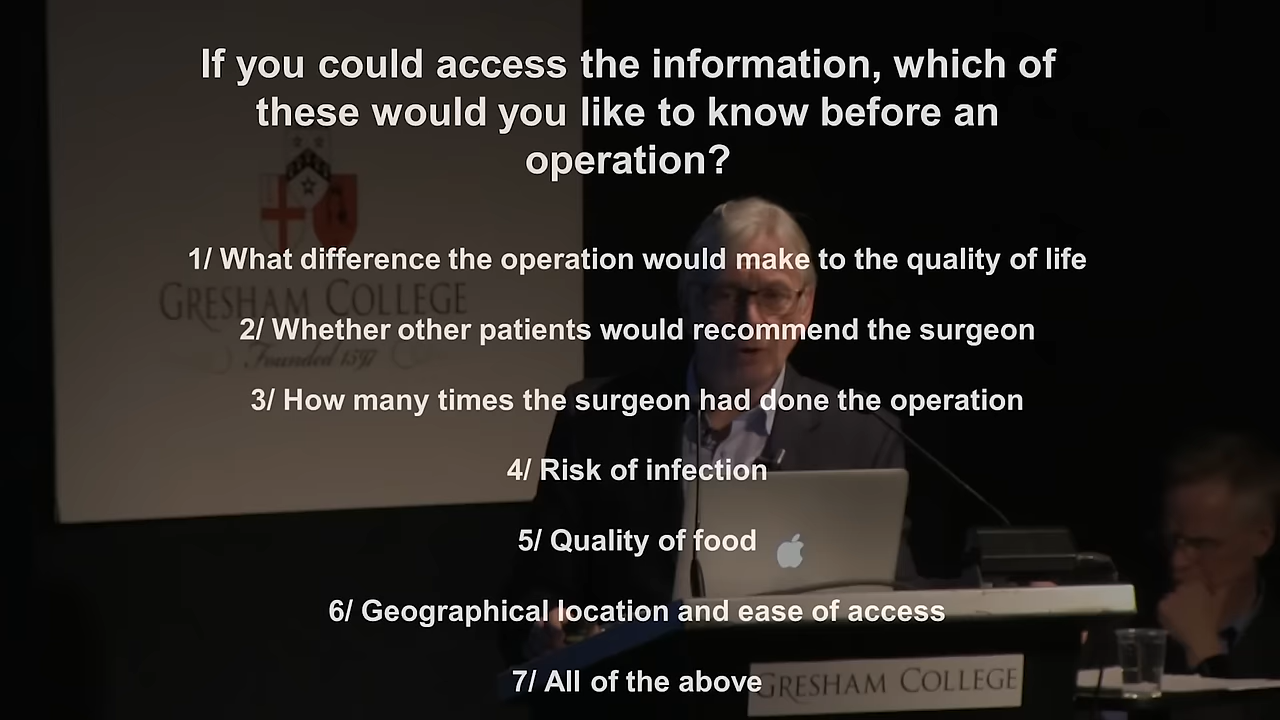 If you could access the information, which of
these would you like to know before an
operation?
1/ What difference the operation would make to the quality of life
GRESHAM COLLEGE
Founded 1597
2/ Whether other patients would recommend the surgeon
3/ How many times the surgeon had done the operation
4/ Risk of infection
5/ Quality of food
6/ Geographical location and ease of access
7/ All of the above
GRESHAM COLLEGE